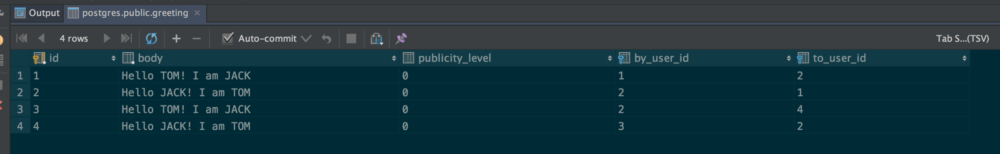 Output postgres.public.greeting
4 rows Auto-commit Tab S...(TSV)
id body publicity_level by_user_id to_user_id
1 1 Hello TOM! I am JACK 0 1 2
2 2 Hello JACK! I am TOM 0 2 1
3 3 Hello TOM! I am JACK 0 2 4
4 4 Hello JACK! I am TOM 0 3 2